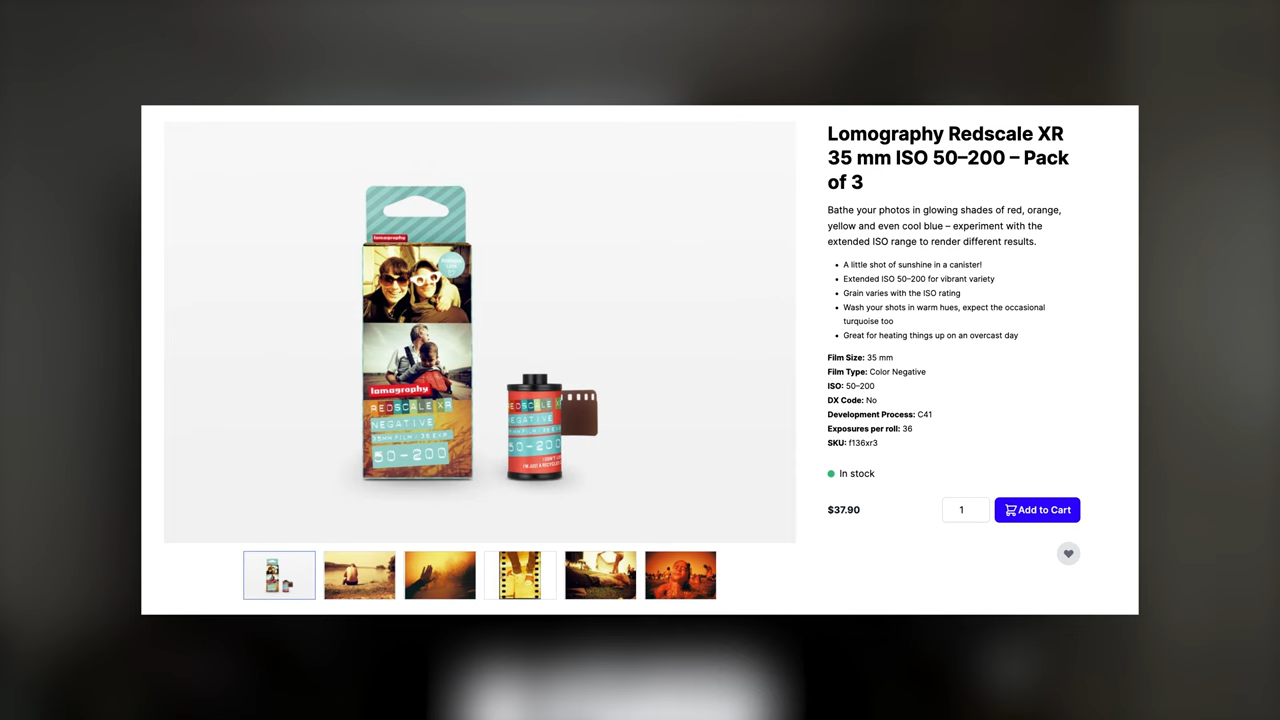 Lomography Redscale XR
35 mm ISO 50–200 – Pack
of 3
Bathe your photos in glowing shades of red, orange,
yellow and even cool blue – experiment with the
extended ISO range to render different results.
A little shot of sunshine in a canister!
Extended ISO 50–200 for vibrant variety
Grain varies with the ISO rating
Wash your shots in warm hues, expect the occasional
turquoise too
Great for heating things up on an overcast day
Film Size: 35 mm
Film Type: Color Negative
ISO: 50–200
DX Code: No
Development Process: C41
Exposures per roll: 36
SKU: f136xr3
In stock
$37.90
1
Add to Cart
lomography
lomography
REDSCALE XR
NEGATIVE
35MM FILM / 36 EXP
50-200
REDSCALE XR
NEGATIVE
50-200